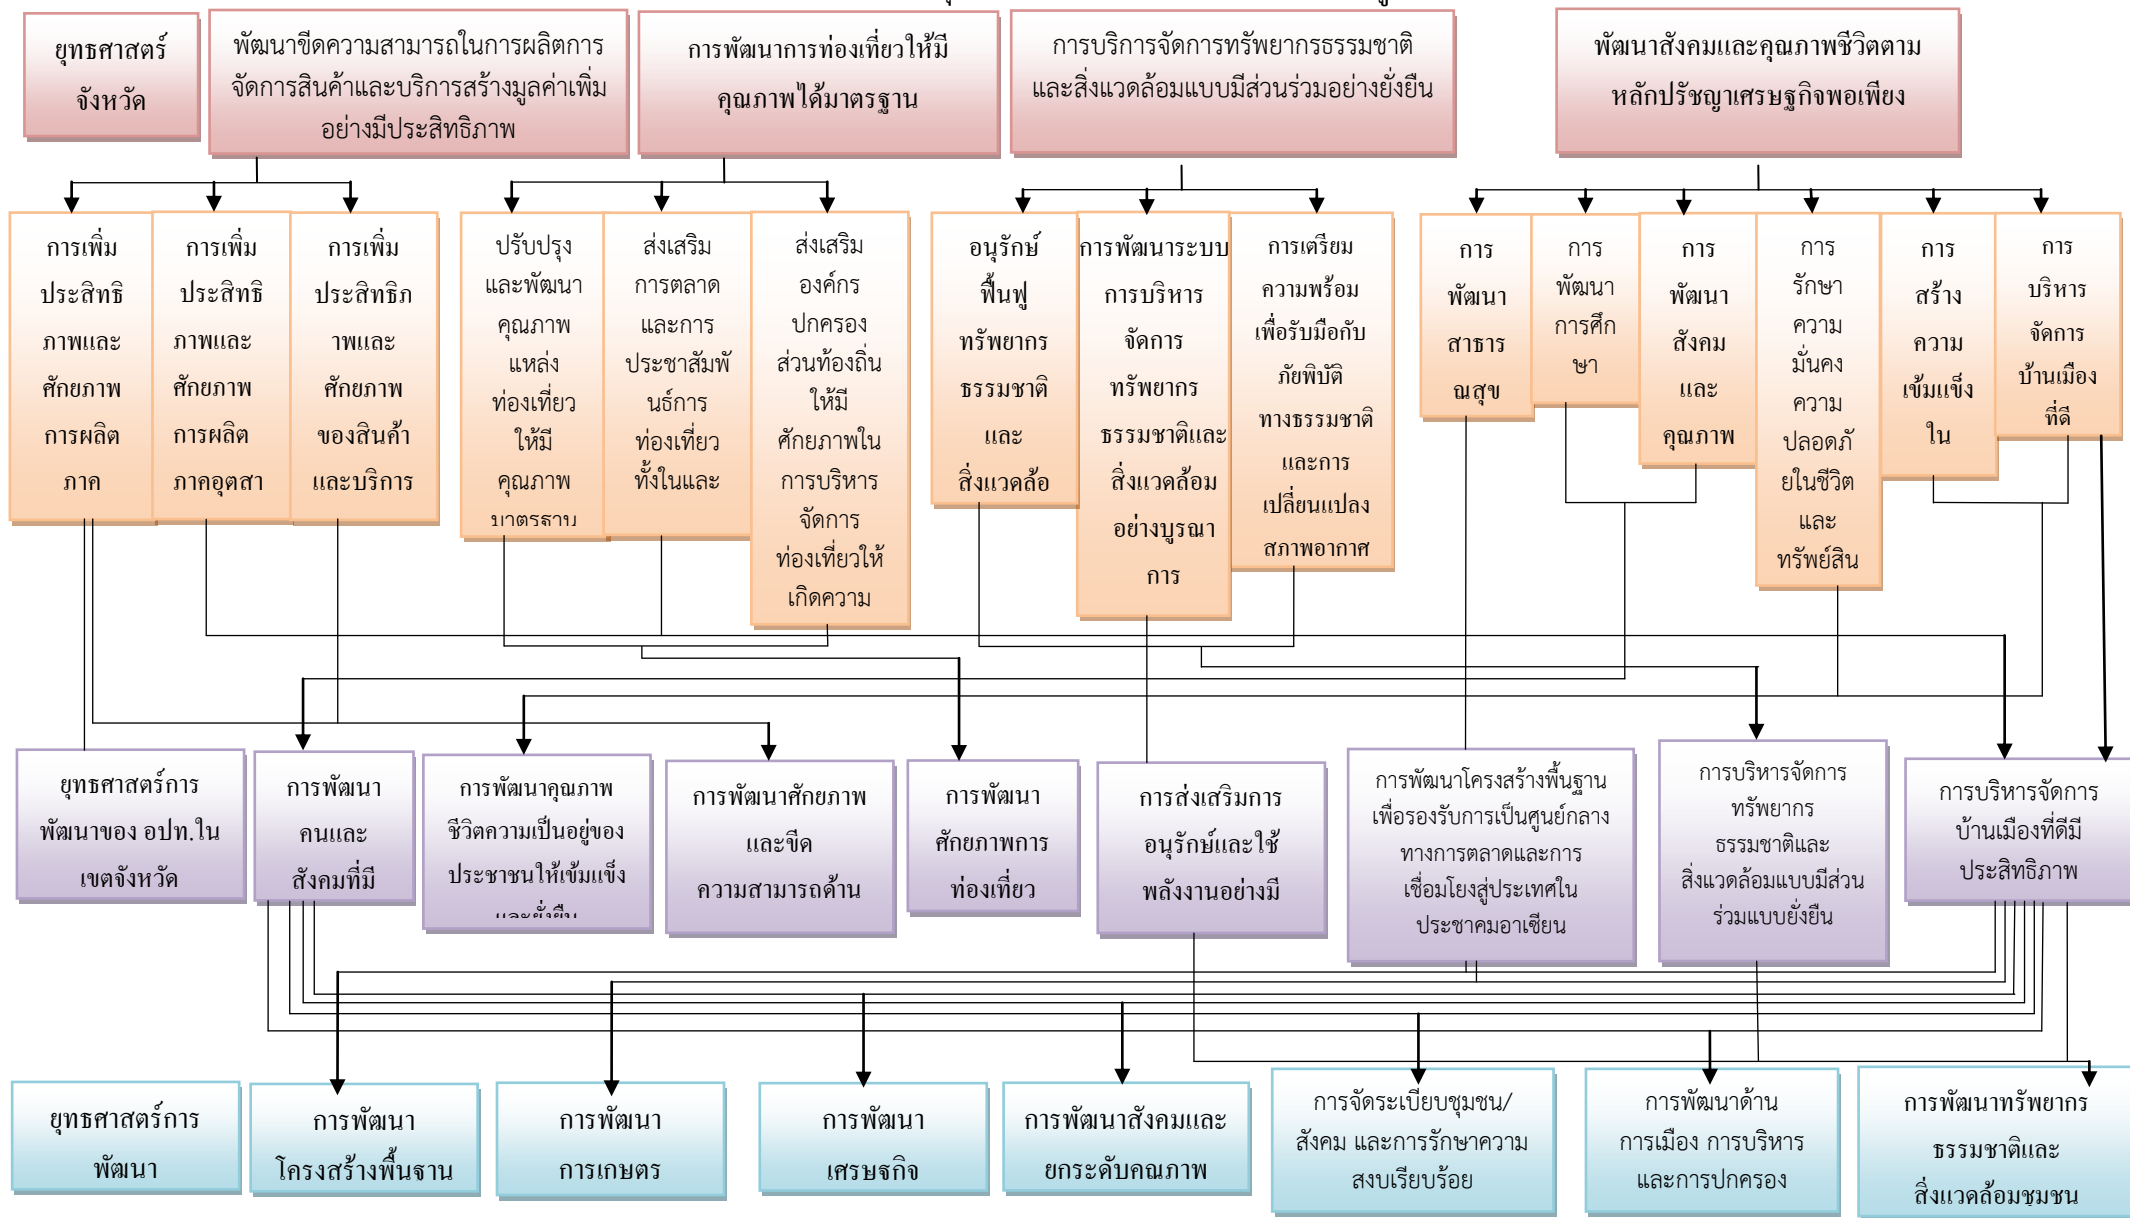 ยุทธศาสตร์
จังหวัด
พัฒนาขีดความสามารถในการผลิตการ
จัดการสินค้าและบริการสร้างมูลค่าเพิ่ม
อย่างมีประสิทธิภาพ
การพัฒนาการท่องเที่ยวให้มี
คุณภาพได้มาตรฐาน
การบริการจัดการทรัพยากรธรรมชาติ
และสิ่งแวดล้อมแบบมีส่วนร่วมอย่างยั่งยืน
พัฒนาสังคมและคุณภาพชีวิตตาม
หลักปรัชญาเศรษฐกิจพอเพียง
การเพิ่ม
ประสิทธิ
ภาพและ
ศักยภาพ
การผลิต
ภาค
การเพิ่ม
ประสิทธิ
ภาพและ
ศักยภาพ
การผลิต
ภาคอุตสา
การเพิ่ม
ประสิทธิภ
าพและ
ศักยภาพ
ของสินค้า
และบริการ
ปรับปรุง
และพัฒนา
คุณภาพ
แหล่ง
ท่องเที่ยว
ให้มี
คุณภาพ
มาตรฐาน
ส่งเสริม
การตลาด
และการ
ประชาสัมพั
นธ์การ
ท่องเที่ยว
ทั้งในและ
ส่งเสริม
องค์กร
ปกครอง
ส่วนท้องถิ่น
ให้มี
ศักยภาพใน
การบริหาร
จัดการ
ท่องเที่ยวให้
เกิดความ
อนุรักษ์
ฟื้นฟู
ทรัพยากร
ธรรมชาติ
และ
สิ่งแวดล้อ
การพัฒนาระบบ
การบริหาร
จัดการ
ทรัพยากร
ธรรมชาติและ
สิ่งแวดล้อม
อย่างบูรณา
การ
การเตรียม
ความพร้อม
เพื่อรับมือกับ
ภัยพิบัติ
ทางธรรมชาติ
และการ
เปลี่ยนแปลง
สภาพอากาศ
การ
พัฒนา
สาธาร
ณสุข
การ
พัฒนา
การศึก
ษา
การ
พัฒนา
สังคม
และ
คุณภาพ
การ
รักษา
ความ
มั่นคง
ความ
ปลอดภั
ยในชีวิต
และ
ทรัพย์สิน
การ
สร้าง
ความ
เข้มแข็ง
ใน
การ
บริหาร
จัดการ
บ้านเมือง
ที่ดี
ยุทธศาสตร์การ
พัฒนาของ อปท.ใน
เขตจังหวัด
การพัฒนา
คนและ
สังคมที่มี
การพัฒนาคุณภาพ
ชีวิตความเป็นอยู่ของ
ประชาชนให้เข้มแข็ง
และยั่งยืน
การพัฒนาศักยภาพ
และขีด
ความสามารถด้าน
การพัฒนา
ศักยภาพการ
ท่องเที่ยว
การส่งเสริมการ
อนุรักษ์และใช้
พลังงานอย่างมี
การพัฒนาโครงสร้างพื้นฐาน
เพื่อรองรับการเป็นศูนย์กลาง
ทางการตลาดและการ
เชื่อมโยงสู่ประเทศใน
ประชาคมอาเซียน
การบริหารจัดการ
ทรัพยากร
ธรรมชาติและ
สิ่งแวดล้อมแบบมีส่วน
ร่วมแบบยั่งยืน
การบริหารจัดการ
บ้านเมืองที่ดีมี
ประสิทธิภาพ
ยุทธศาสตร์การ
พัฒนา
การพัฒนา
โครงสร้างพื้นฐาน
การพัฒนา
การเกษตร
การพัฒนา
เศรษฐกิจ
การพัฒนาสังคมและ
ยกระดับคุณภาพ
การจัดระเบียบชุมชน/
สังคม และการรักษาความ
สงบเรียบร้อย
การพัฒนาด้าน
การเมือง การบริหาร
และการปกครอง
การพัฒนาทรัพยากร
ธรรมชาติและ
สิ่งแวดล้อมชุมชน